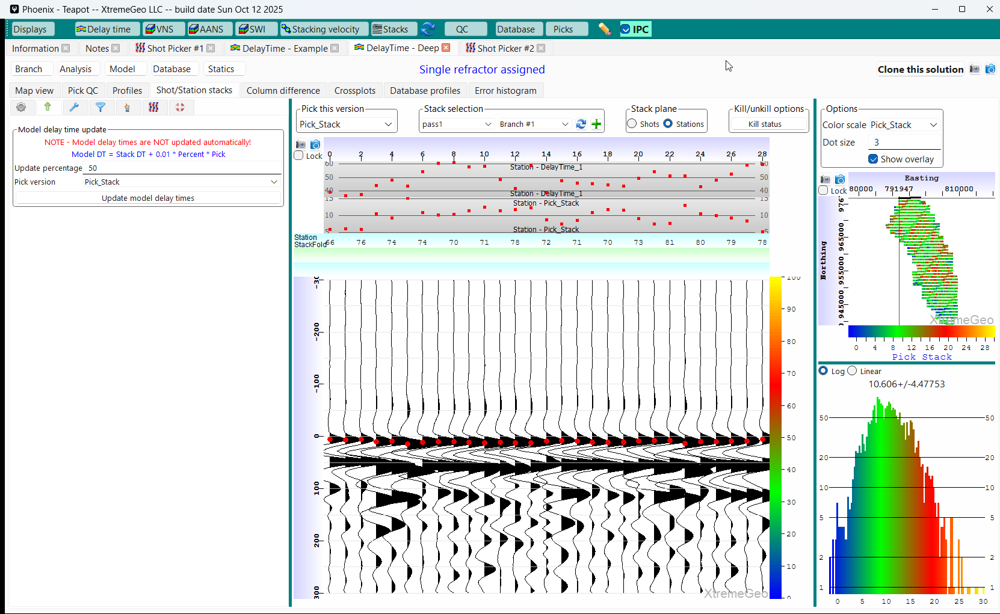 Phoenix - Teapot -- XtremeGeo LLC -- build date Sun Oct 12 2025
Displays Delay time VNS AANS SWI Stacking velocity Stacks QC Database Picks IPC
Information Notes Shot Picker #1 DelayTime - Example DelayTime - Deep Shot Picker #2
Branch Analysis Model Database Statics Single refractor assigned Clone this solution
Map view Pick QC Profiles Shot/Station stacks Column difference Crossplots Database profiles Error histogram
Model delay time update
NOTE - Model delay times are NOT updated automatically!
Model DT = Stack DT + 0.01 * Percent * Pick
Update percentage 50
Pick version Pick_Stack
Update model delay times
Pick this version
Pick_Stack
Stack selection
pass1 Branch #1
Stack plane
Shots Stations
Kill/unkill options
Kill status
Lock
0 2 4 6 8 10 12 14 16 18 20 22 24 26 28
60 Station - DelayTime_1 60
50 50
40 Station - DelayTime_1 40
15 Station - Pick_Stack 15
10 10
5 Station - Pick_Stack 5
Station
StackFold 66 76 74 74 70 71 78 72 71 70 73 81 80 79 78
-200
-100
0
100
200
300
XtremeGeo
100
90
80
70
60
50
40
30
20
10
0
Options
Color scale Pick_Stack
Dot size 3
Show overlay
Lock
Easting
80000 791947 810000
Northing
965000
955000
945000
XtremeGeo
0 4 8 12 16 20 24 28
Pick Stack
Log Linear
10.606+/-4.47753
50 50
20 20
10 10
5 5
2 2
1 1
0 5 10 15 20 25 30